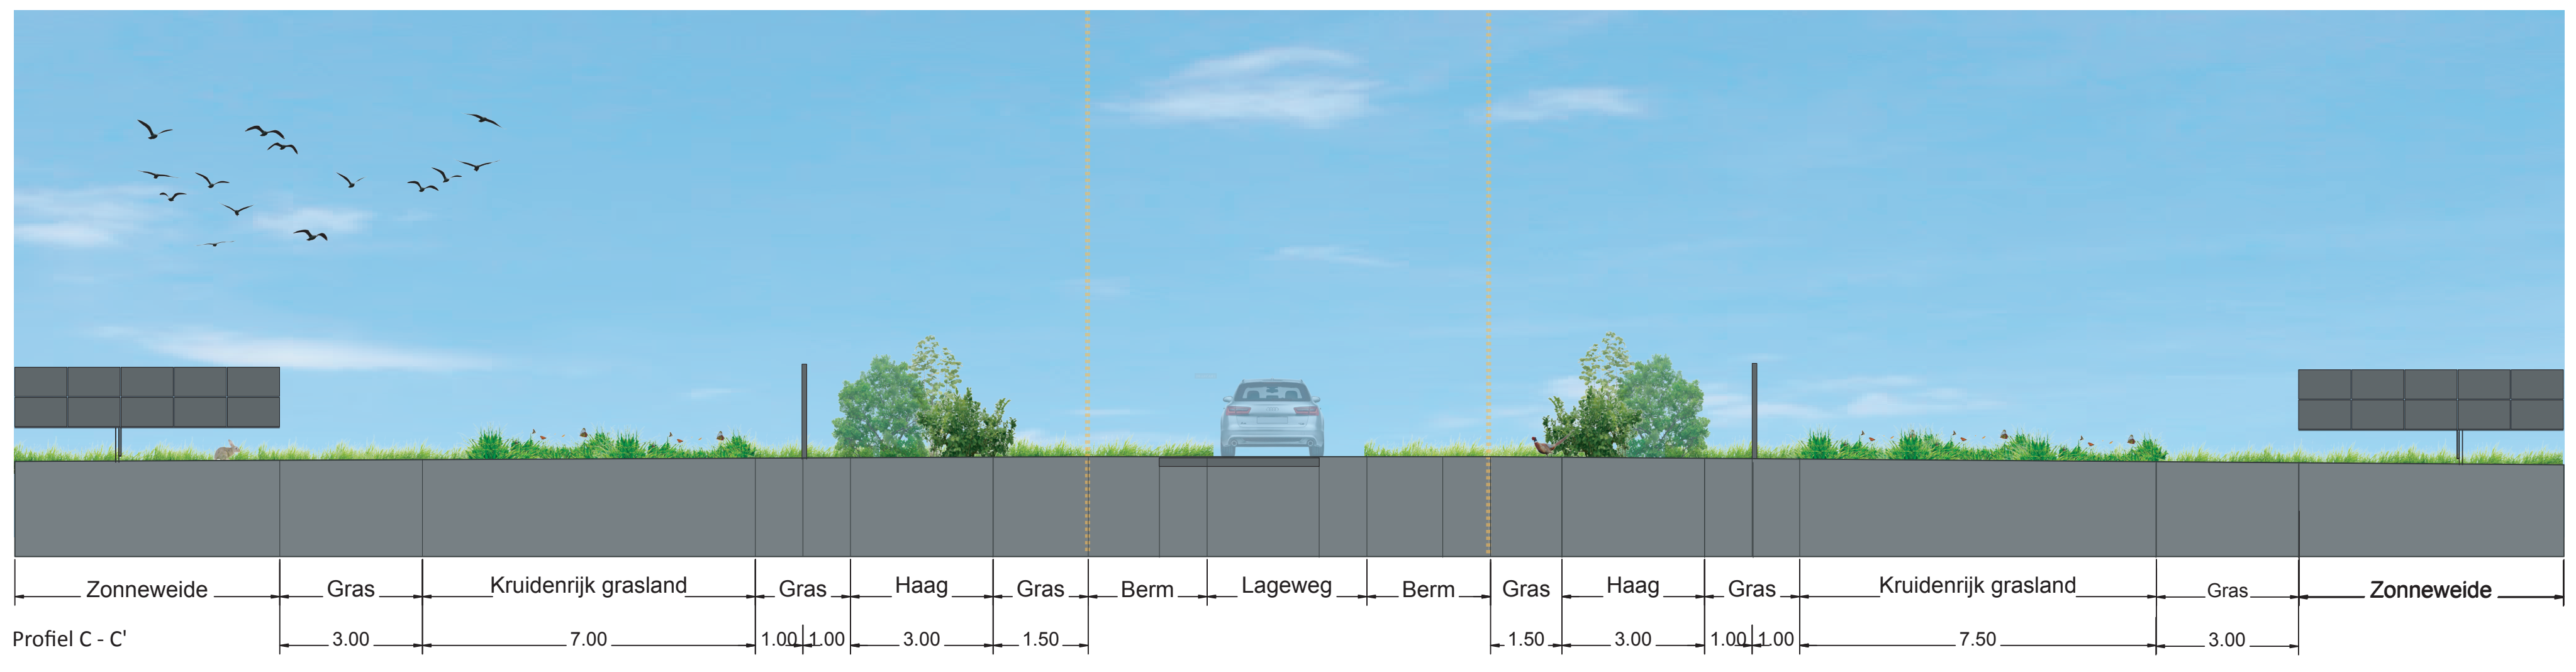 Zonneweide Gras Kruidenrijk grasland Gras Haag Gras Berm Lageweg Berm Gras Haag Gras Kruidenrijk grasland Gras Zonneweide
Profiel C - C' 3.00 7.00 1.00 1.00 3.00 1.50 1.50 3.00 1.00 1.00 7.50 3.00